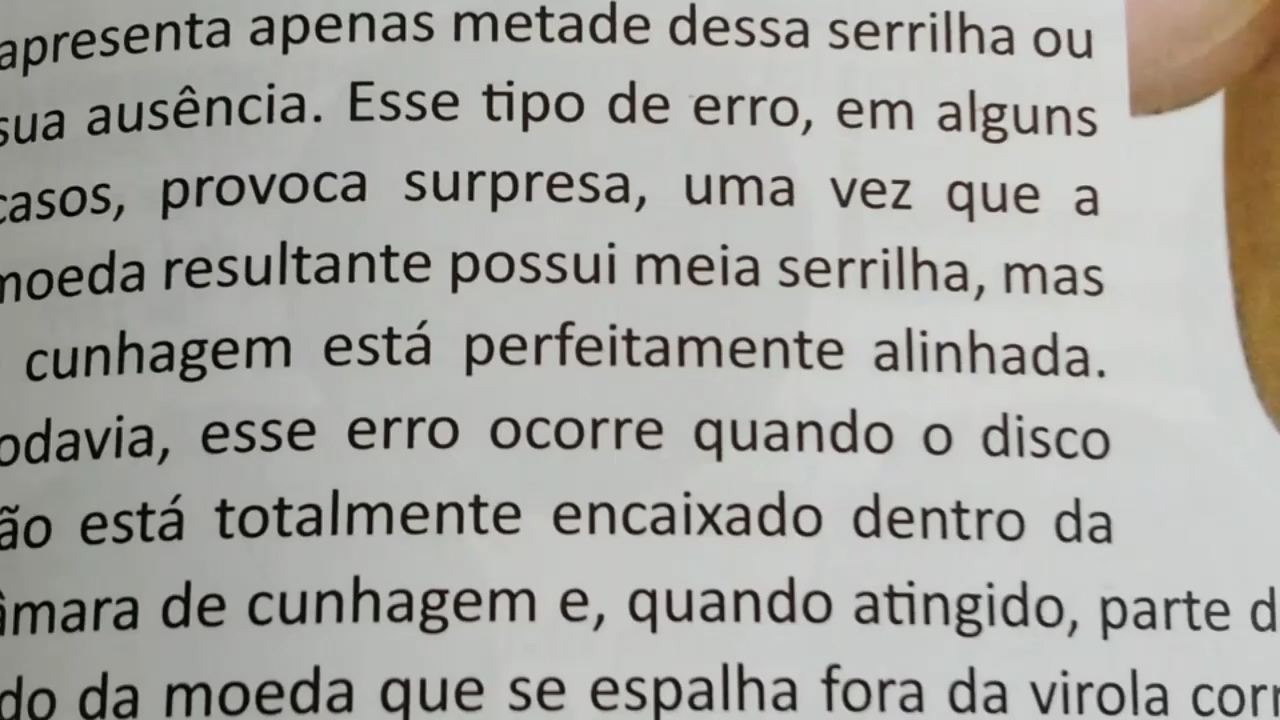 apresenta apenas metade dessa serrilha ou
sua ausência. Esse tipo de erro, em alguns
casos, provoca surpresa, uma vez que a
moeda resultante possui meia serrilha, mas
cunhagem está perfeitamente alinhada.
odavia, esse erro ocorre quando o disco
ão está totalmente encaixado dentro da
âmara de cunhagem e, quando atingido, parte d
do da moeda que se espalha fora da virola corr